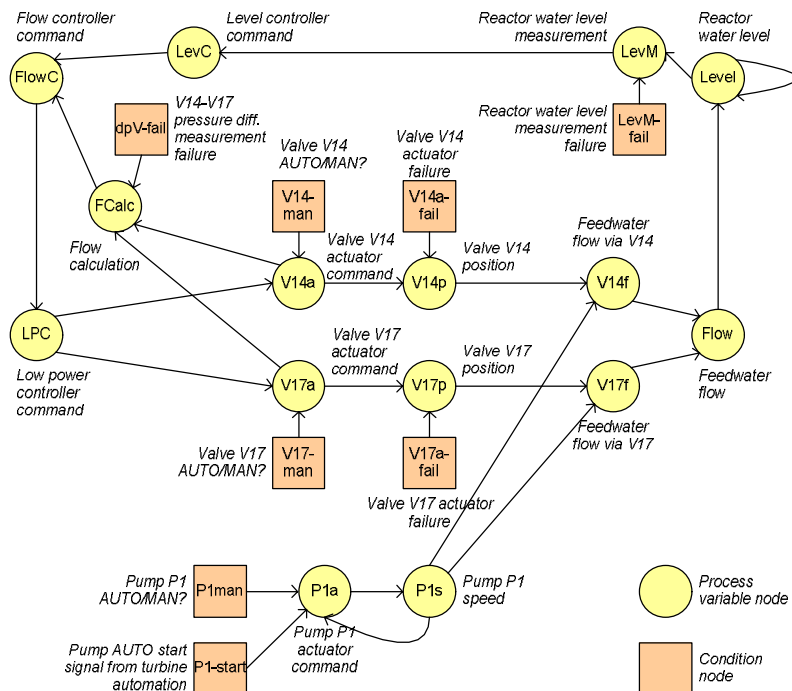 Flow controller
command
Level controller
command
Reactor water level
measurement
Reactor
water level
FlowC
LevC
LevM
Level
dpV-fail
V14–V17
pressure diff.
measurement
failure
Reactor water level
measurement
failure
LevM-
fail
Valve V14
AUTO/MAN?
Valve V14
actuator
failure
V14-
man
V14a-
fail
FCalc
Flow
calculation
Valve V14
actuator
command
Valve V14
position
Feedwater
flow via V14
V14a
V14p
V14f
LPC
Low power
controller
command
Flow
Feedwater
flow
Valve V17
actuator
command
Valve V17
position
V17a
V17p
V17f
Feedwater
flow via V17
Valve V17
AUTO/MAN?
V17-
man
V17a-
fail
Valve V17 actuator
failure
Pump P1
AUTO/MAN?
P1man
P1a
P1s
Pump P1
speed
Process
variable node
Pump AUTO start
signal from turbine
automation
P1-start
Pump P1
actuator
command
Condition
node